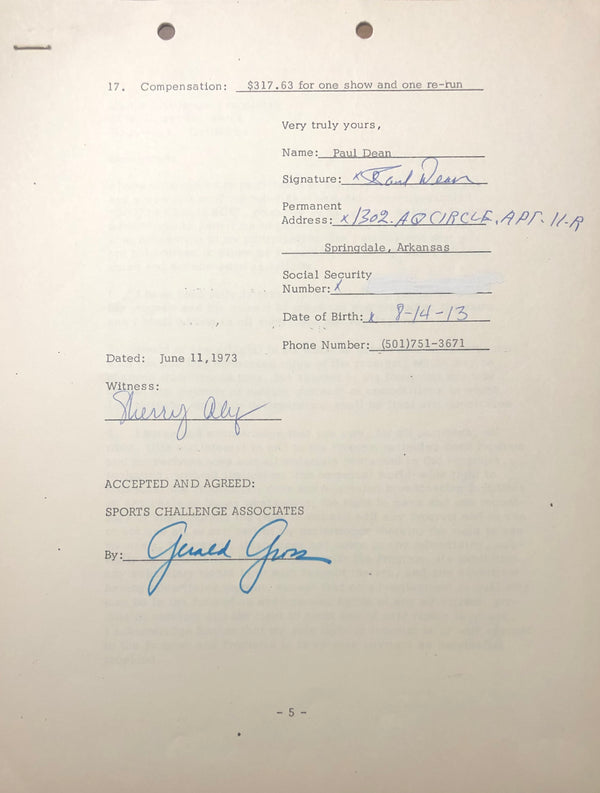 17. Compensation: $317.63 for one show and one re-run
Very truly yours,
Name: Paul Dean
Signature: x Paul Dean
Permanent
Address: x 1302. AQ CIRCLE. APT. 11-R
Springdale, Arkansas
Social Security
Number: x
Date of Birth: x 8-14-13
Phone Number: (501)751-3671
Dated: June 11, 1973
Witness:
Sherry Aly
ACCEPTED AND AGREED:
SPORTS CHALLENGE ASSOCIATES
By: Gerald Gross
- 5 -